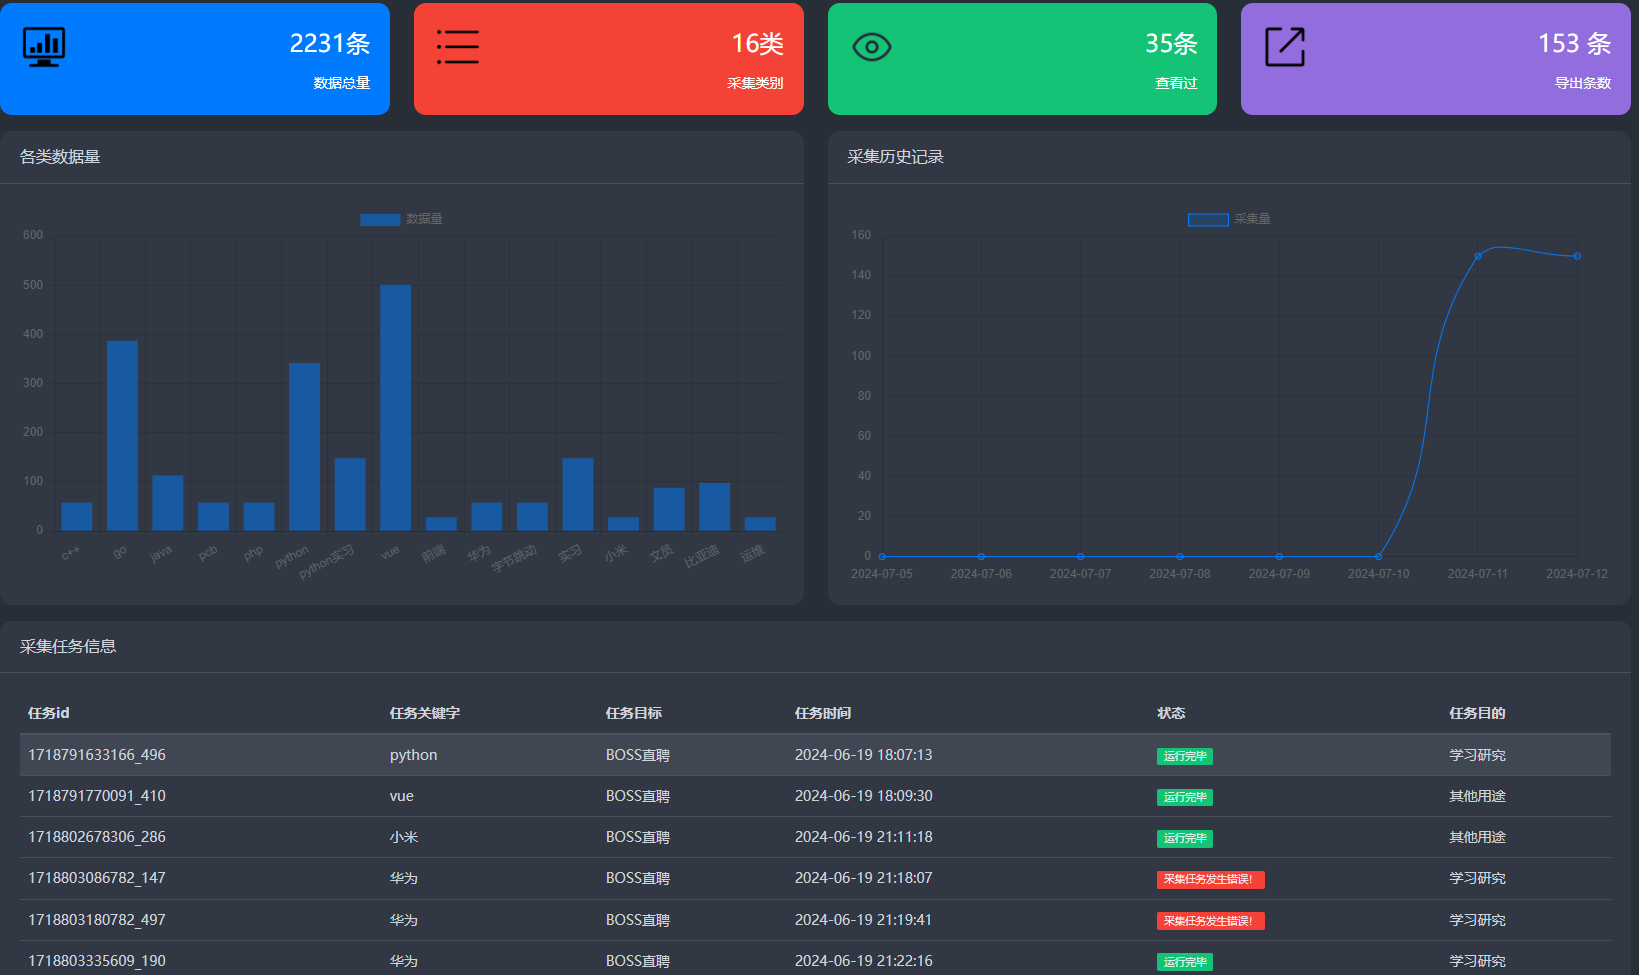 2231条
数据总量
16类
采集类别
35条
查看过
153 条
导出条数
各类数据量
数据量
600
500
400
300
200
100
0
c++
go
java
pcb
php
python
python实习
vue
前端
华为
字节跳动
实习
小米
文员
比亚迪
运维
采集历史记录
采集量
160
140
120
100
80
60
40
20
0
2024-07-05
2024-07-06
2024-07-07
2024-07-08
2024-07-09
2024-07-10
2024-07-11
2024-07-12
采集任务信息
任务id 任务关键字 任务目标 任务时间 状态 任务目的
1718791633166_496 python BOSS直聘 2024-06-19 18:07:13 运行完毕 学习研究
1718791770091_410 vue BOSS直聘 2024-06-19 18:09:30 运行完毕 其他用途
1718802678306_286 小米 BOSS直聘 2024-06-19 21:11:18 运行完毕 其他用途
1718803086782_147 华为 BOSS直聘 2024-06-19 21:18:07 采集任务发生错误! 学习研究
1718803180782_497 华为 BOSS直聘 2024-06-19 21:19:41 采集任务发生错误! 学习研究
1718803335609_190 华为 BOSS直聘 2024-06-19 21:22:16 运行完毕 学习研究